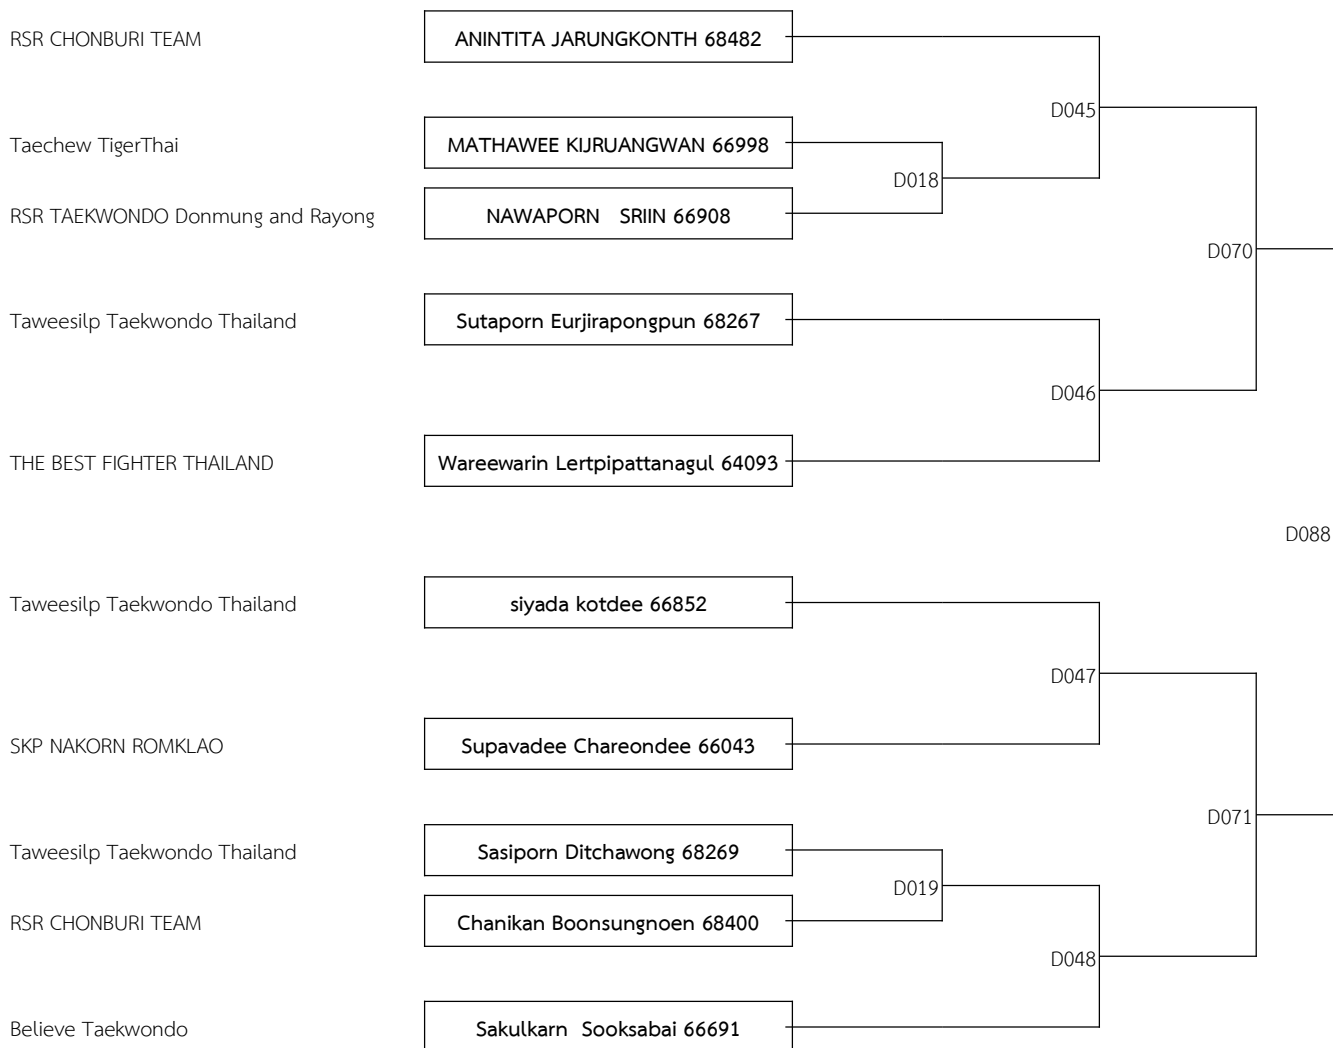 RSR CHONBURI TEAM ANINTITA JARUNGKONTH 68482
D045
Taechew TigerThai MATHAWEE KIJRUANGWAN 66998
D018
RSR TAEKWONDO Donmung and Rayong NAWAPORN SRIIN 66908
D070
Taweesilp Taekwondo Thailand Sutaporn Eurjirapongpun 68267
D046
THE BEST FIGHTER THAILAND Wareewarin Lertpipattanagul 64093
D088
Taweesilp Taekwondo Thailand siyada kotdee 66852
D047
SKP NAKORN ROMKLAO Supavadee Chareondee 66043
D071
Taweesilp Taekwondo Thailand Sasiporn Ditchawong 68269
D019
RSR CHONBURI TEAM Chanikan Boonsungnoen 68400
D048
Believe Taekwondo Sakulkarn Sooksabai 66691